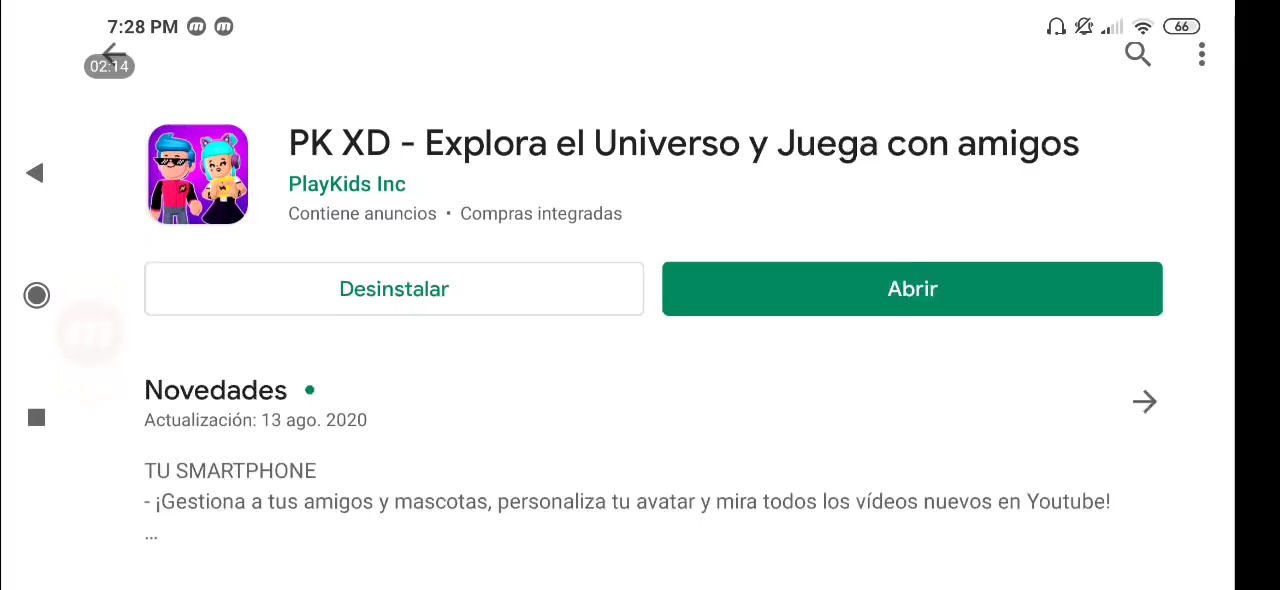 7:28 PM
66
02:14
PK XD - Explora el Universo y Juega con amigos
PlayKids Inc
Contiene anuncios • Compras integradas
Desinstalar
Abrir
Novedades
Actualización: 13 ago. 2020
TU SMARTPHONE
- ¡Gestiona a tus amigos y mascotas, personaliza tu avatar y mira todos los vídeos nuevos en Youtube!
...